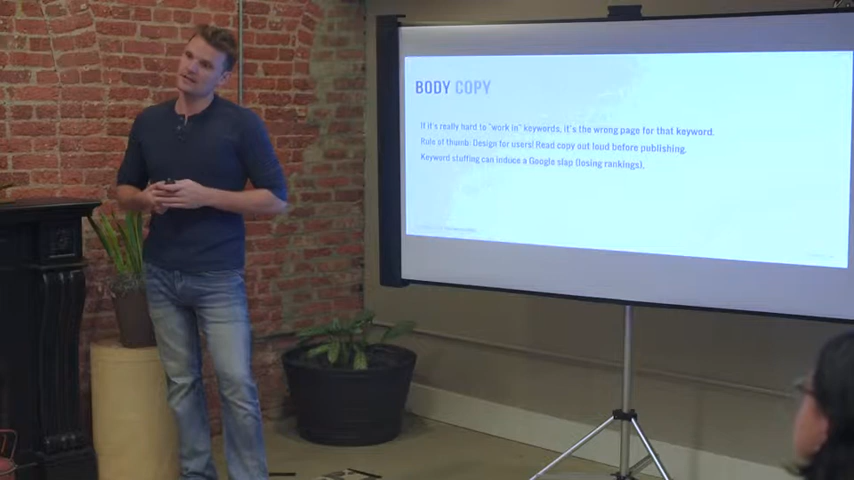 BODY COPY
If it's really hard to "work in" keywords, it's the wrong page for that keyword.
Rule of thumb: Design for users! Read copy out loud before publishing.
Keyword stuffing can induce a Google slap (losing rankings).